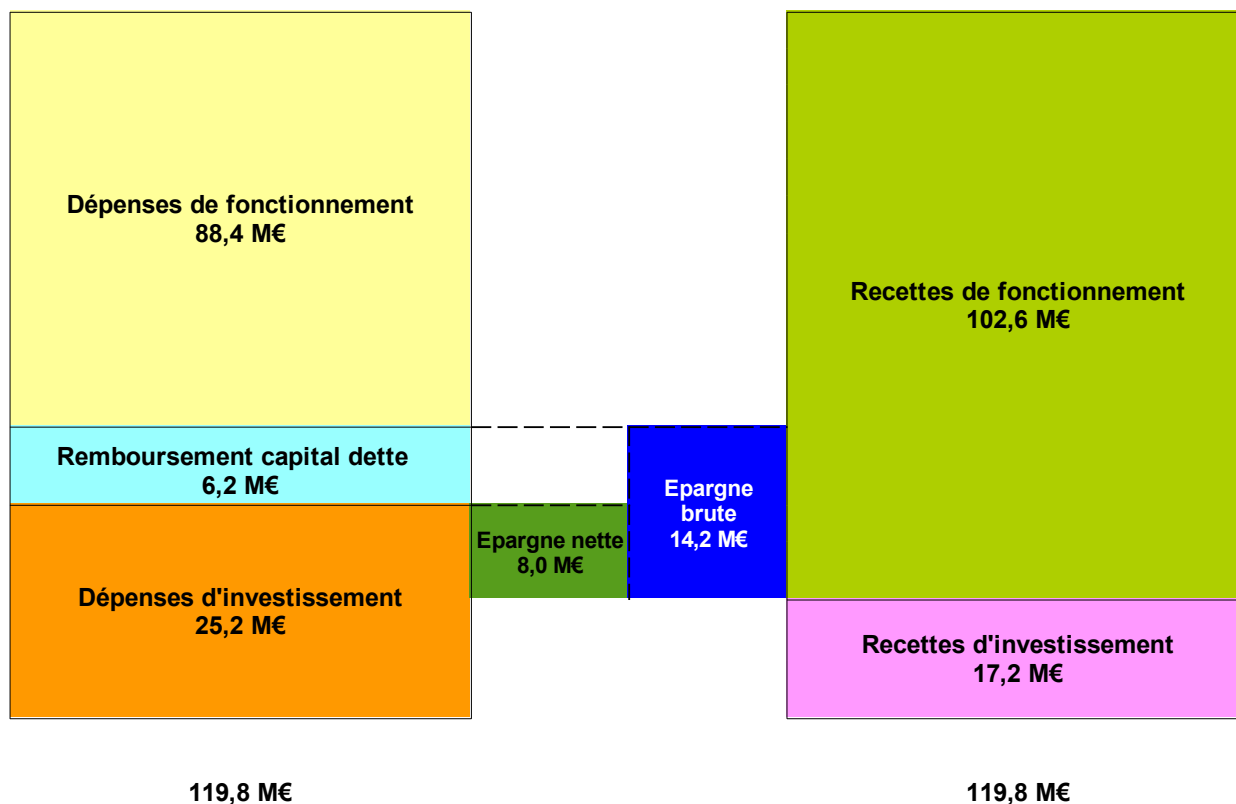 Dépenses de fonctionnement
88,4 M€
Remboursement capital dette
6,2 M€
Dépenses d'investissement
25,2 M€
Epargne nette
8,0 M€
Epargne
brute
14,2 M€
Recettes de fonctionnement
102,6 M€
Recettes d'investissement
17,2 M€
119,8 M€
119,8 M€